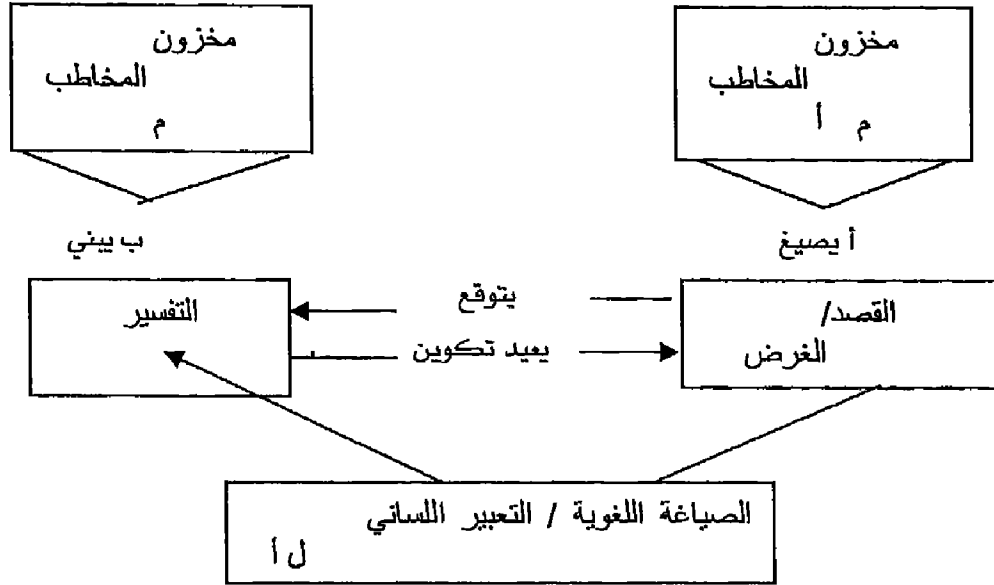 مخزون
المخاطب
م أ
مخزون
المخاطب
م
أ يصيغ
ب يبني
القصد/
الغرض
يتوقع
يعيد تكوين
التفسير
الصياغة اللغوية / التعبير اللساني
ل أ